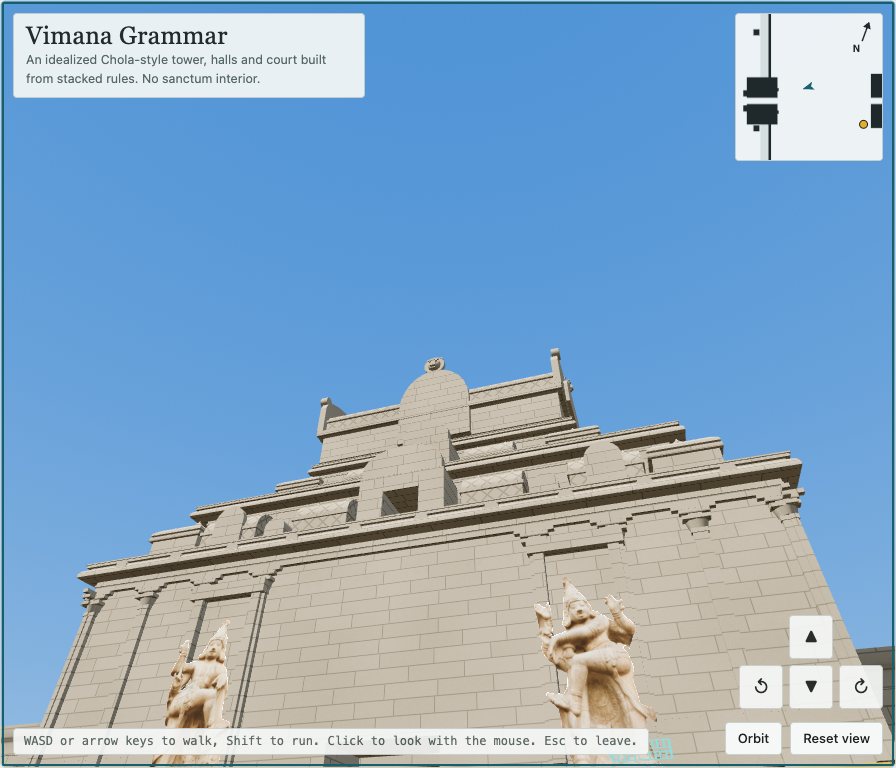 Vimana Grammar
An idealized Chola-style tower, halls and court built
from stacked rules. No sanctum interior.
N
WASD or arrow keys to walk, Shift to run. Click to look with the mouse. Esc to leave.
Orbit
Reset view